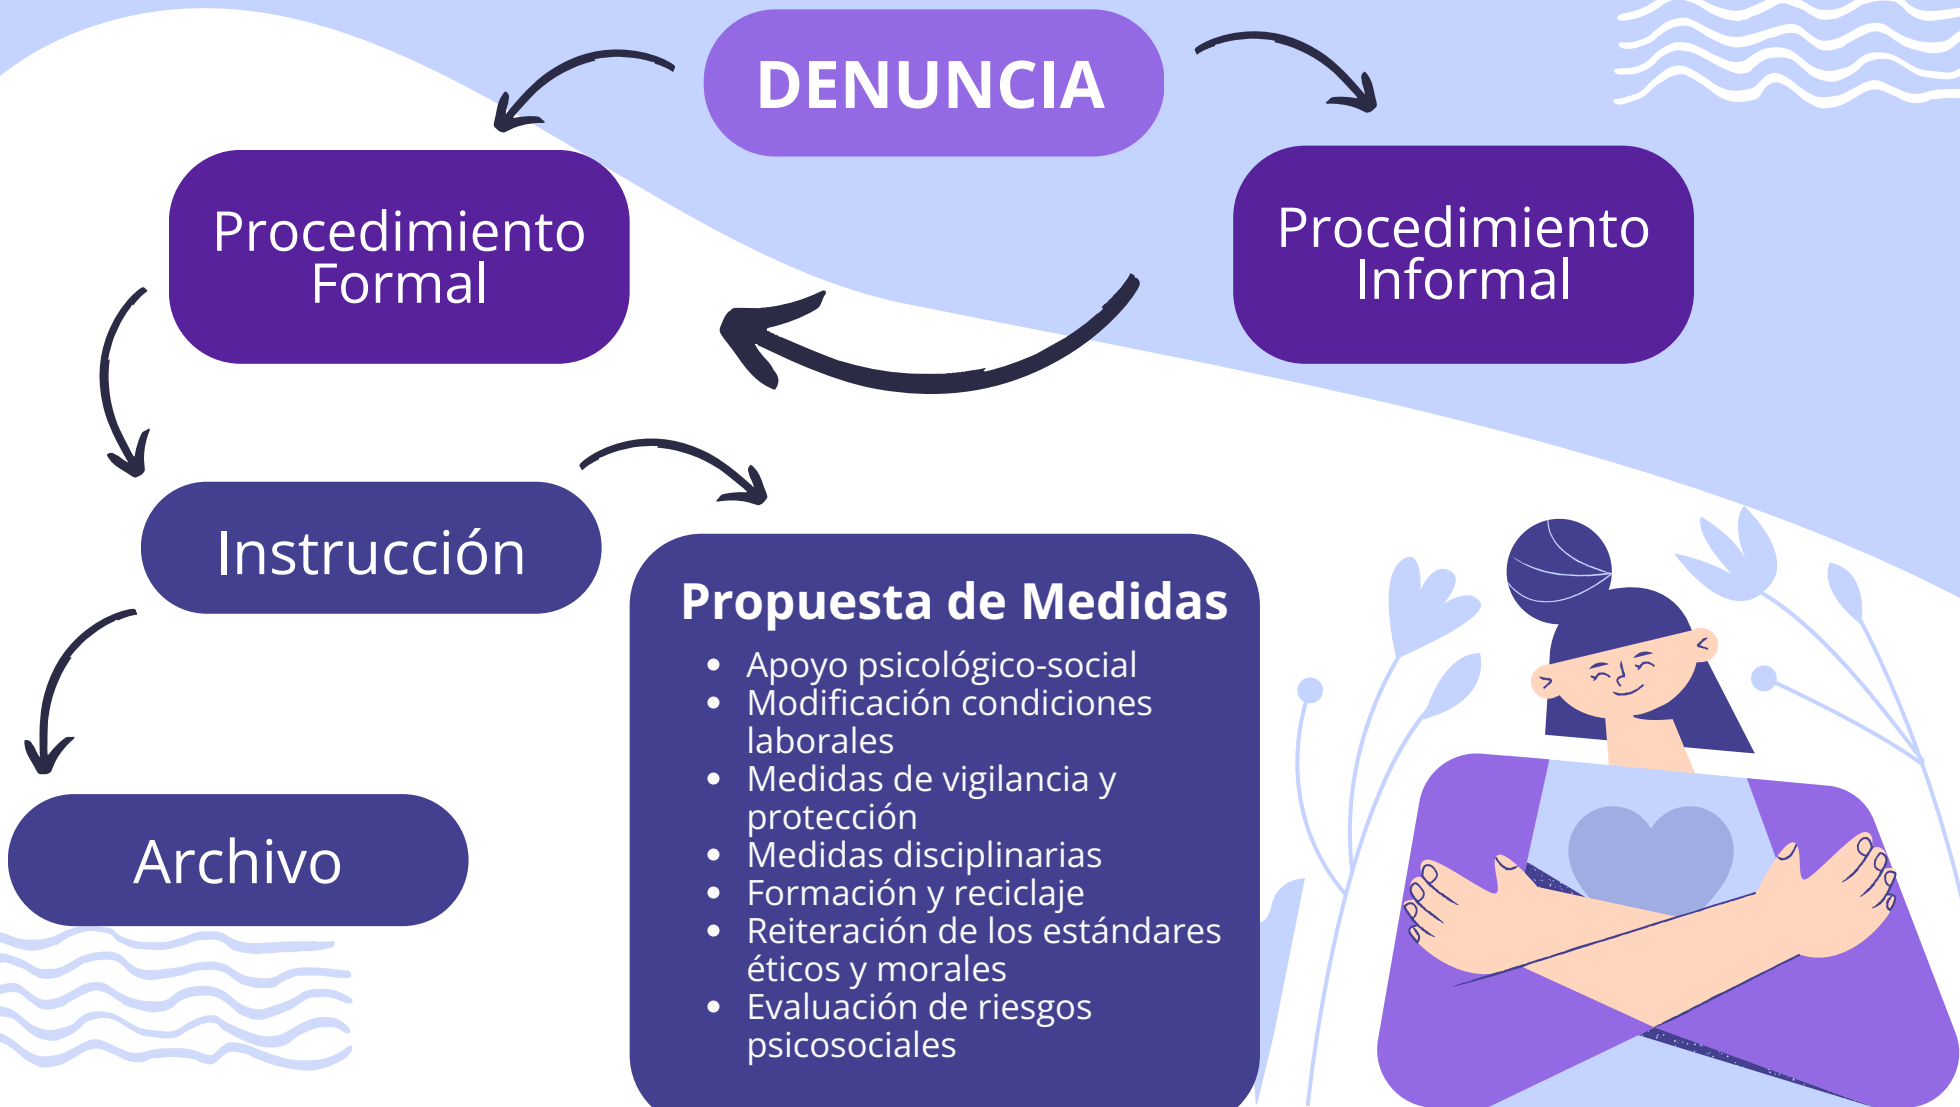 DENUNCIA
Procedimiento
Formal
Procedimiento
Informal
Instrucción
Archivo
Propuesta de Medidas
• Apoyo psicológico-social
• Modificación condiciones
laborales
• Medidas de vigilancia y
protección
• Medidas disciplinarias
• Formación y reciclaje
• Reiteración de los estándares
éticos y morales
• Evaluación de riesgos
psicosociales